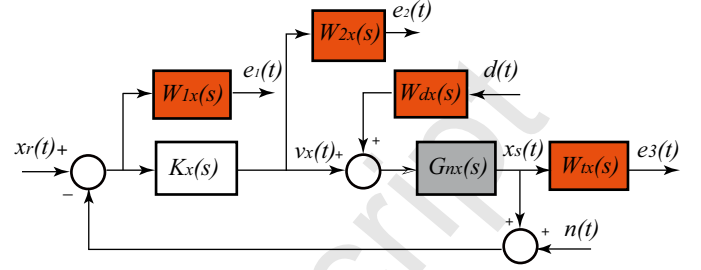 W2x(s)
e2(t)
W1x(s)
e1(t)
Wdx(s)
d(t)
xr(t)+
Kx(s)
vx(t)+
+
Gnx(s)
xs(t)
Wtx(s)
e3(t)
−
+
+
n(t)